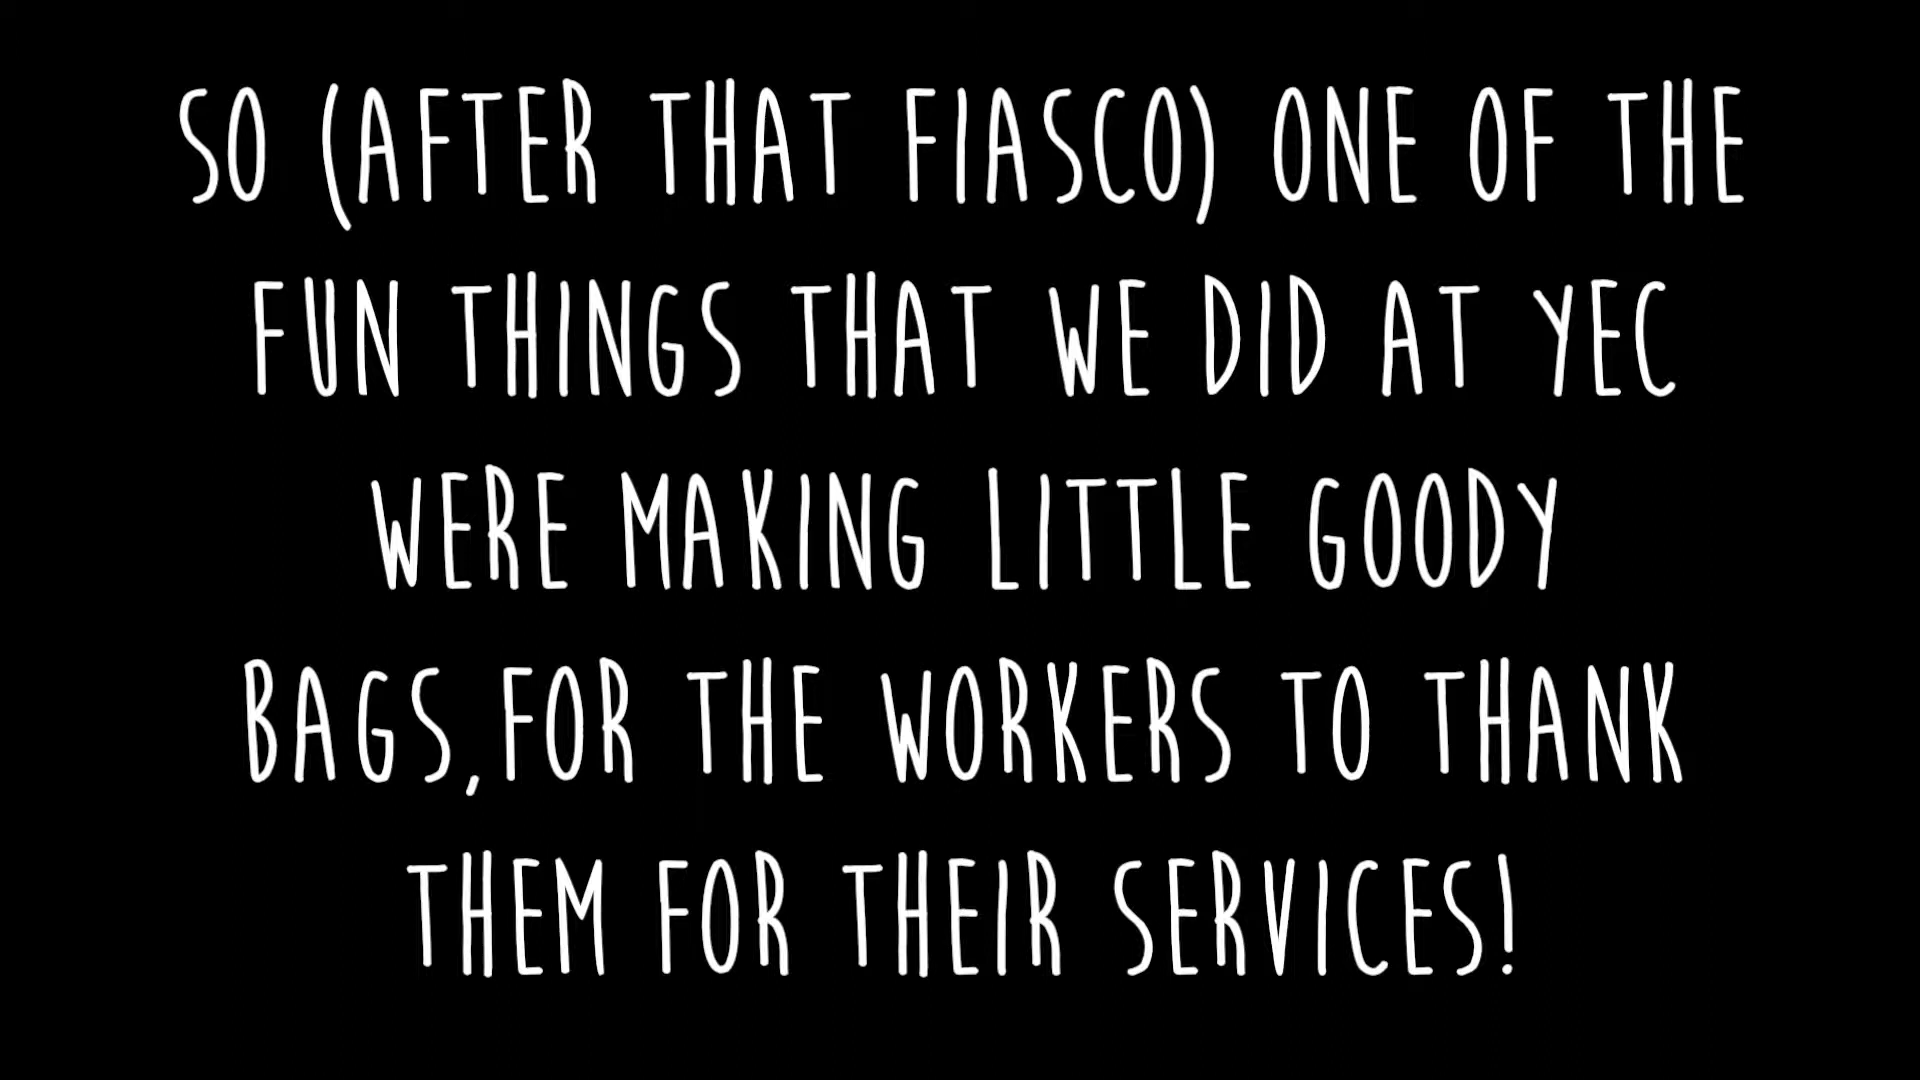 SO (AFTER THAT FIASCO) ONE OF THE
FUN THINGS THAT WE DID AT YEC
WERE MAKING LITTLE GOODY
BAGS,FOR THE WORKERS TO THANK
THEM FOR THEIR SERVICES!